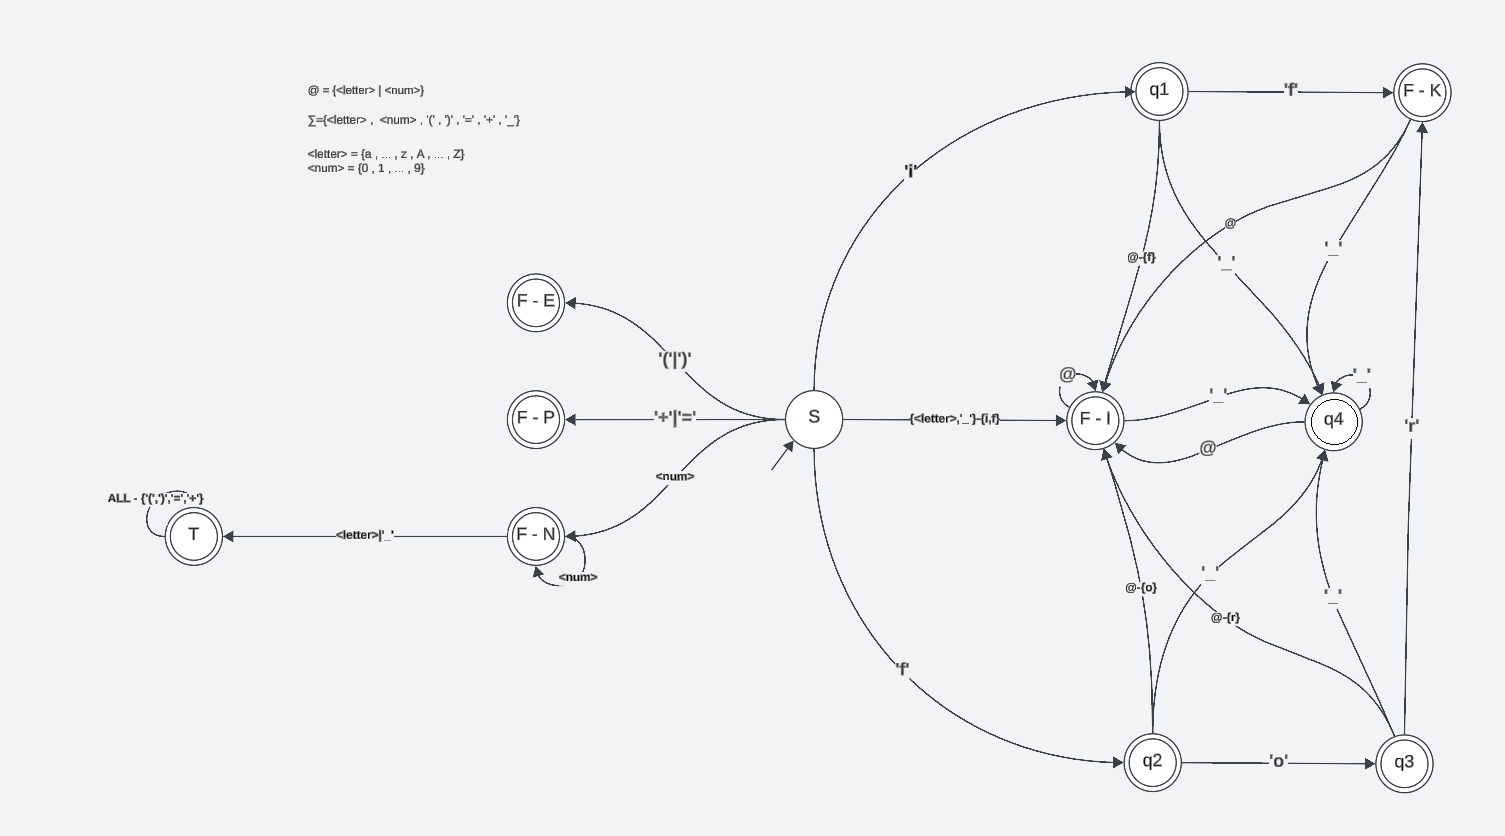 @ = {<letter> | <num>}
∑={<letter> , <num> , '(' , ')' , '=' , '+' , '_'}
<letter> = {a , ... , z , A , ... , Z}
<num> = {0 , 1 , ... , 9}
q1
'f'
F - K
'i'
@
@-{f}
'_'
'_'
F - E
'('|')'
F - P
'+'|'='
S
{<letter,'_'}-{i,f}
@
F - I
'_'
'_'
q4
@
'r'
<num>
ALL - {'(',')','=','+'}
T
<letter>|'_'
F - N
<num>
'_'
@-{o}
'_'
@-{r}
'f'
q2
'o'
q3